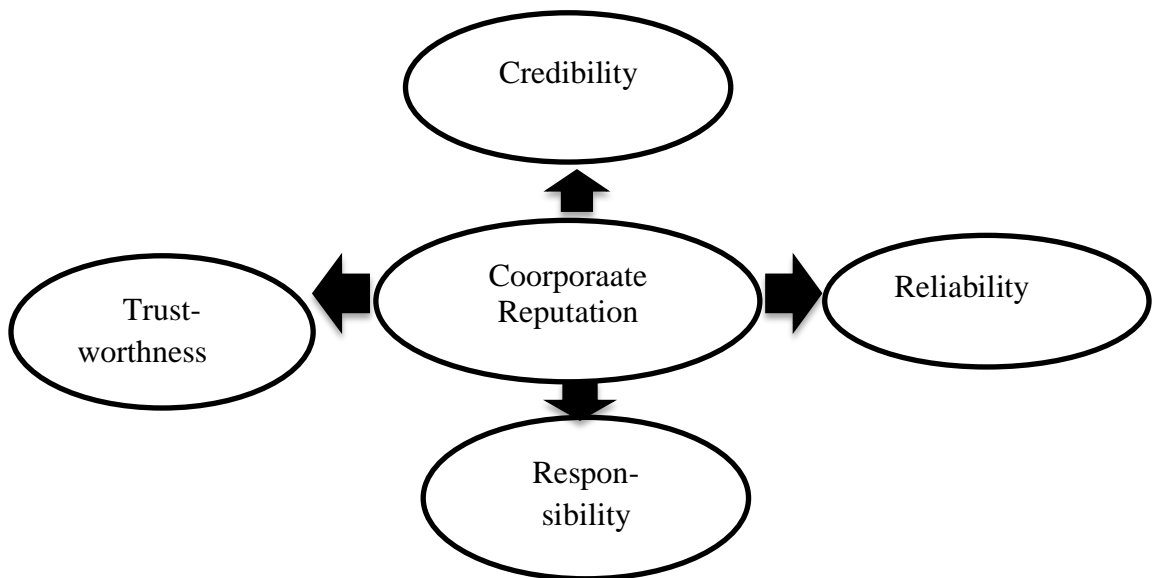 Credibility
Coorporaate
Reputation
Reliability
Trust-
worthness
Respon-
sibility